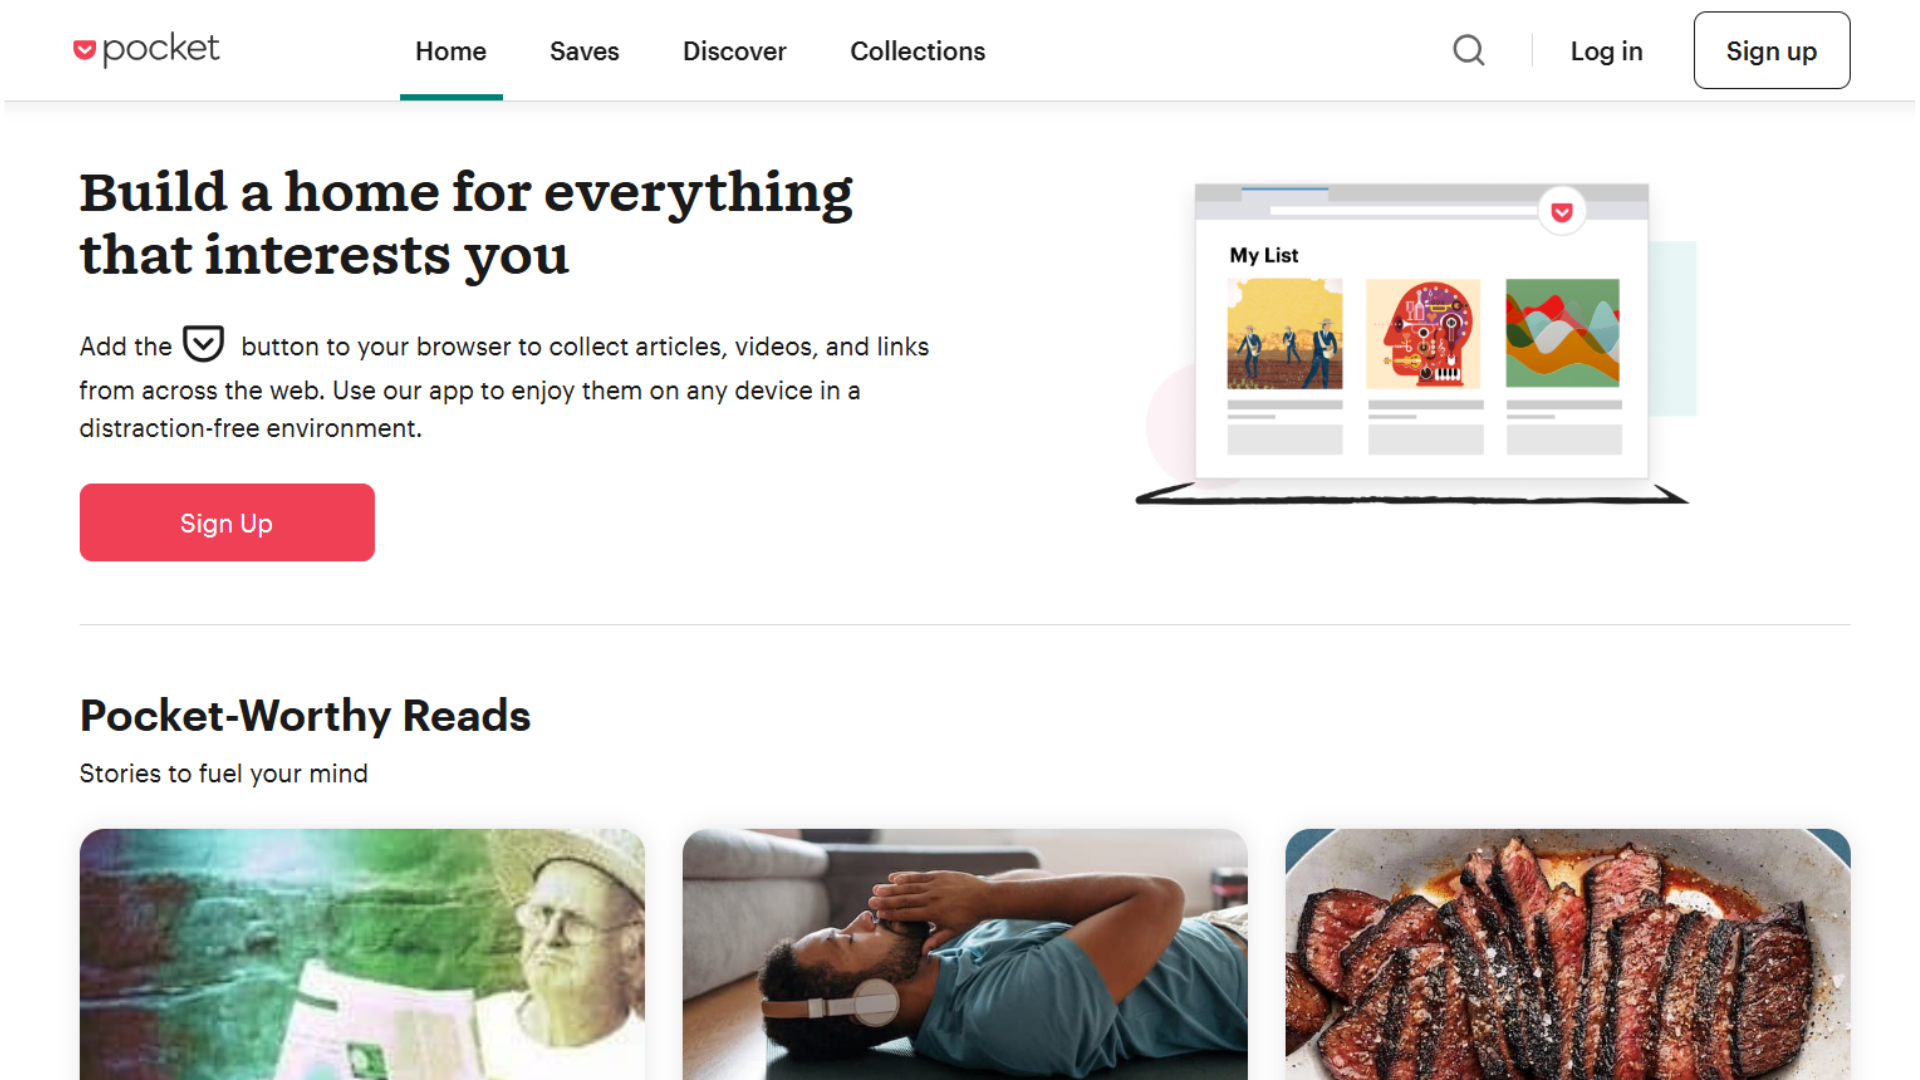 pocket
Home
Saves
Discover
Collections
Log in
Sign up
Build a home for everything
that interests you
Add the button to your browser to collect articles, videos, and links
from across the web. Use our app to enjoy them on any device in a
distraction-free environment.
Sign Up
My List
Pocket-Worthy Reads
Stories to fuel your mind